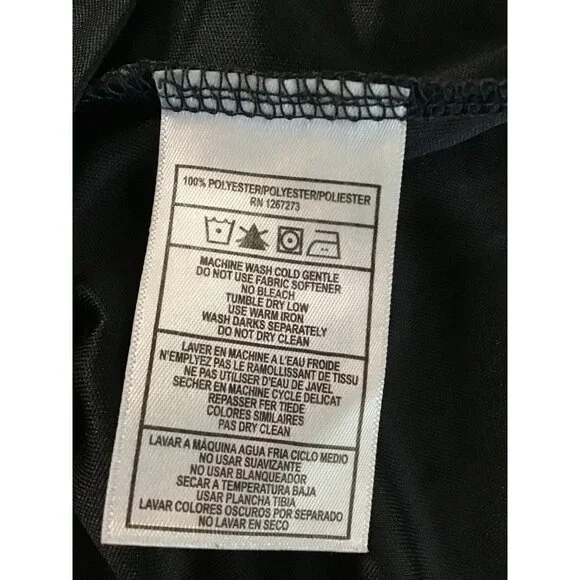 100% POLYESTER/POLYESTER/POLIESTER
RN 1267273
MACHINE WASH COLD GENTLE
DO NOT USE FABRIC SOFTENER
NO BLEACH
TUMBLE DRY LOW
USE WARM IRON
WASH DARKS SEPARATELY
DO NOT DRY CLEAN
LAVER EN MACHINE A L'EAU FROIDE
N'EMPLYEZ PAS LE RAMOLLISSANT DE TISSU
NE PAS UTILISER D'EAU DE JAVEL
SECHER EN MACHINE CYCLE DELICAT
REPASSER FER TIEDE
COLORES SIMILAIRES
PAS DRY CLEAN
LAVAR A MÁQUINA AGUA FRIA CICLO MEDIO
NO USAR SUAVIZANTE
NO USAR BLANQUEADOR
SECAR A TEMPERATURA BAJA
USAR PLANCHA TIBIA
LAVAR COLORES OSCUROS POR SEPARADO
NO LAVAR EN SECO